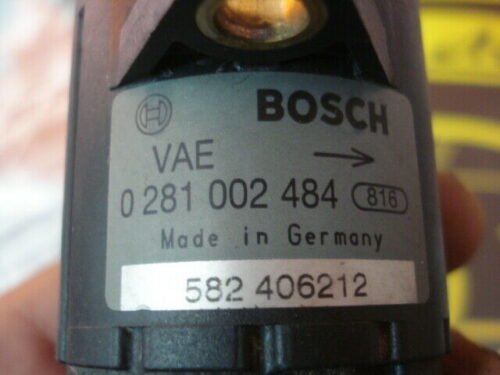 BOSCH
VAE →
0 281 002 484 816
Made in Germany
582 406212